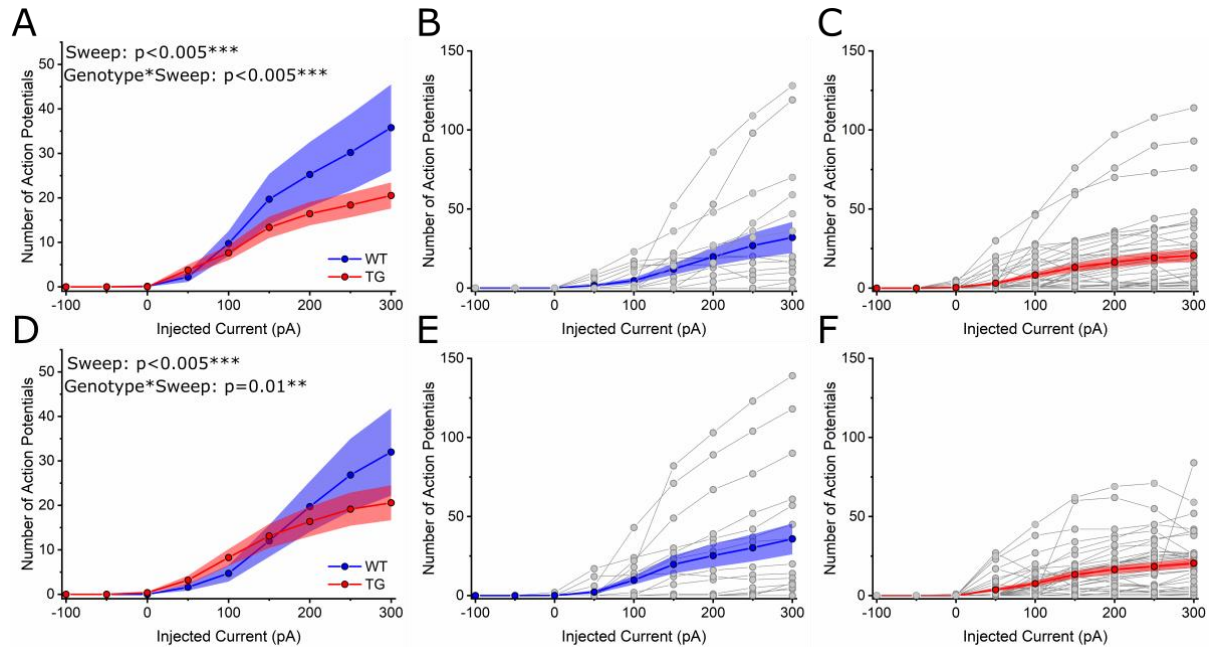 A
Sweep: p<0.005***
Genotype*Sweep: p<0.005***
Number of Action Potentials
50
40
30
20
10
0
WT
TG
-100
0
100
200
300
Injected Current (pA)
B
Number of Action Potentials
150
100
50
0
-100
0
100
200
300
Injected Current (pA)
C
Number of Action Potentials
150
100
50
0
-100
0
100
200
300
Injected Current (pA)
D
Sweep: p<0.005***
Genotype*Sweep: p=0.01**
Number of Action Potentials
50
40
30
20
10
0
WT
TG
-100
0
100
200
300
Injected Current (pA)
E
Number of Action Potentials
150
100
50
0
-100
0
100
200
300
Injected Current (pA)
F
Number of Action Potentials
150
100
50
0
-100
0
100
200
300
Injected Current (pA)